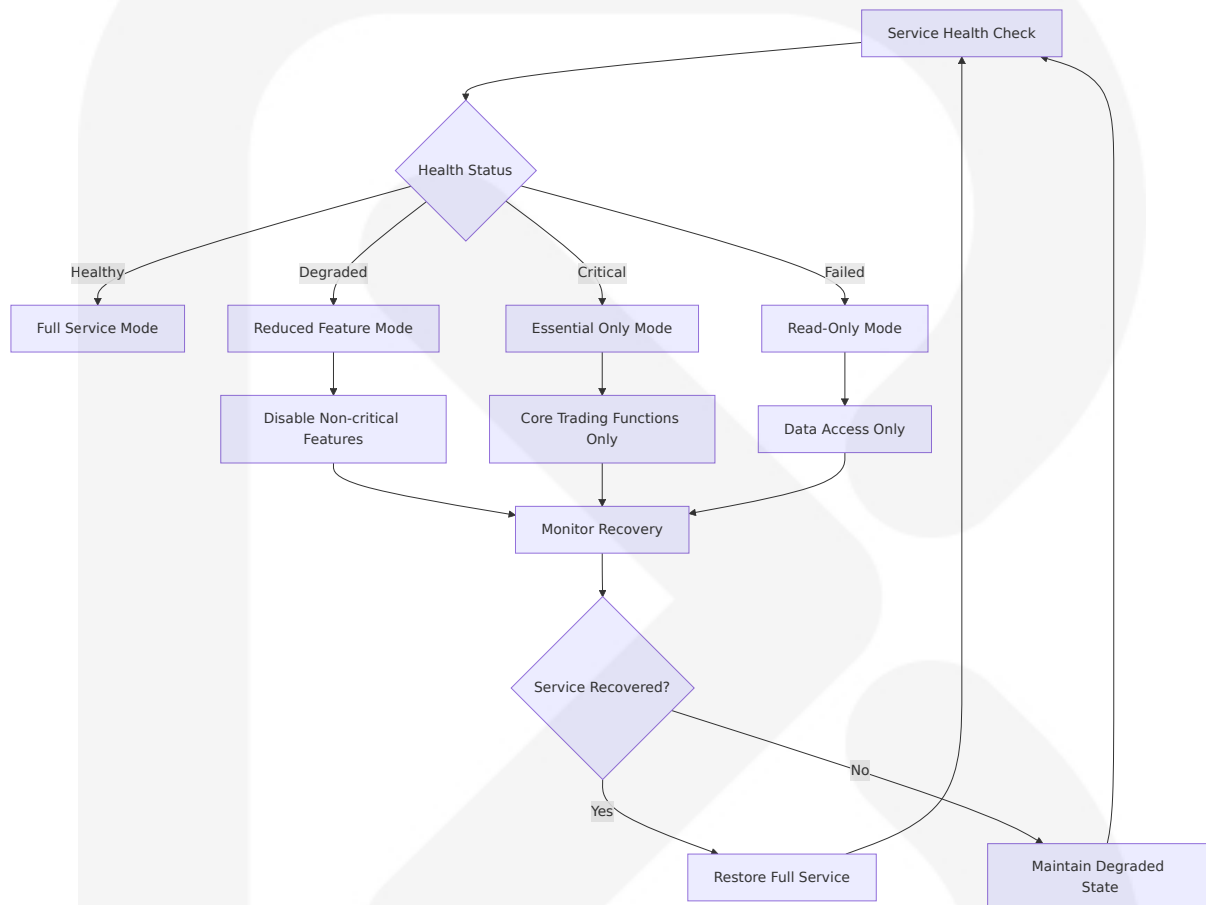 Service Health Check
Health Status
Healthy
Degraded
Critical
Failed
Full Service Mode
Reduced Feature Mode
Essential Only Mode
Read-Only Mode
Disable Non-critical
Features
Core Trading Functions
Only
Data Access Only
Monitor Recovery
Service Recovered?
No
Yes
Restore Full Service
Maintain Degraded
State